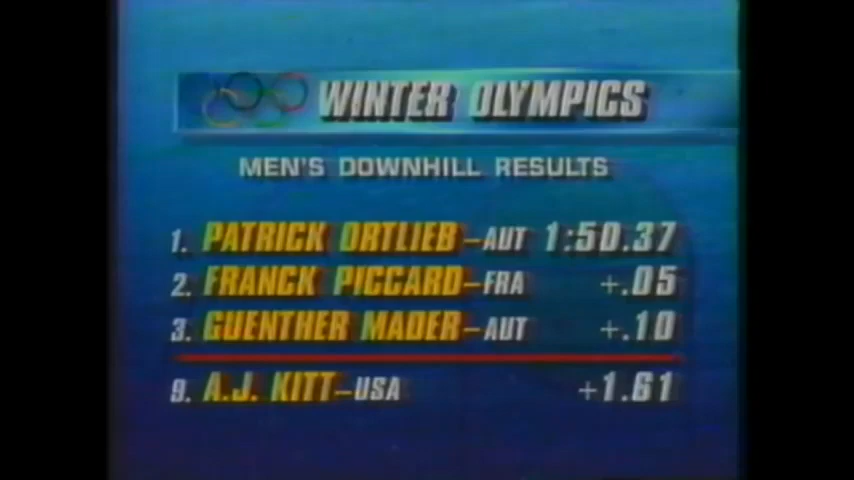 WINTER OLYMPICS
MEN'S DOWNHILL RESULTS
1. PATRICK ORTLIEB–AUT 1:50.37
2. FRANCK PICCARD–FRA +.05
3. GUENTHER MADER–AUT +.10
9. A.J. KITT–USA +1.61